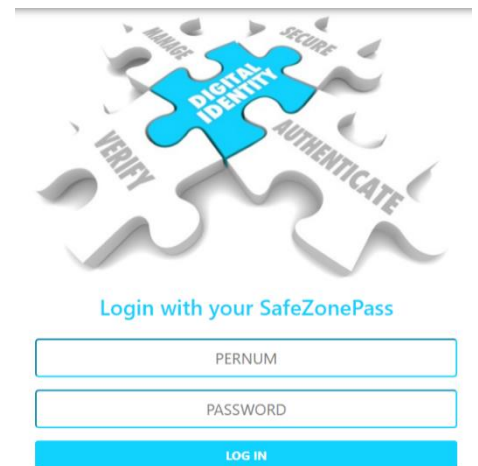 MANAGE
SECURE
DIGITAL
IDENTITY
VERIFY
AUTHENTICATE
Login with your SafeZonePass
PERNUM
PASSWORD
LOG IN